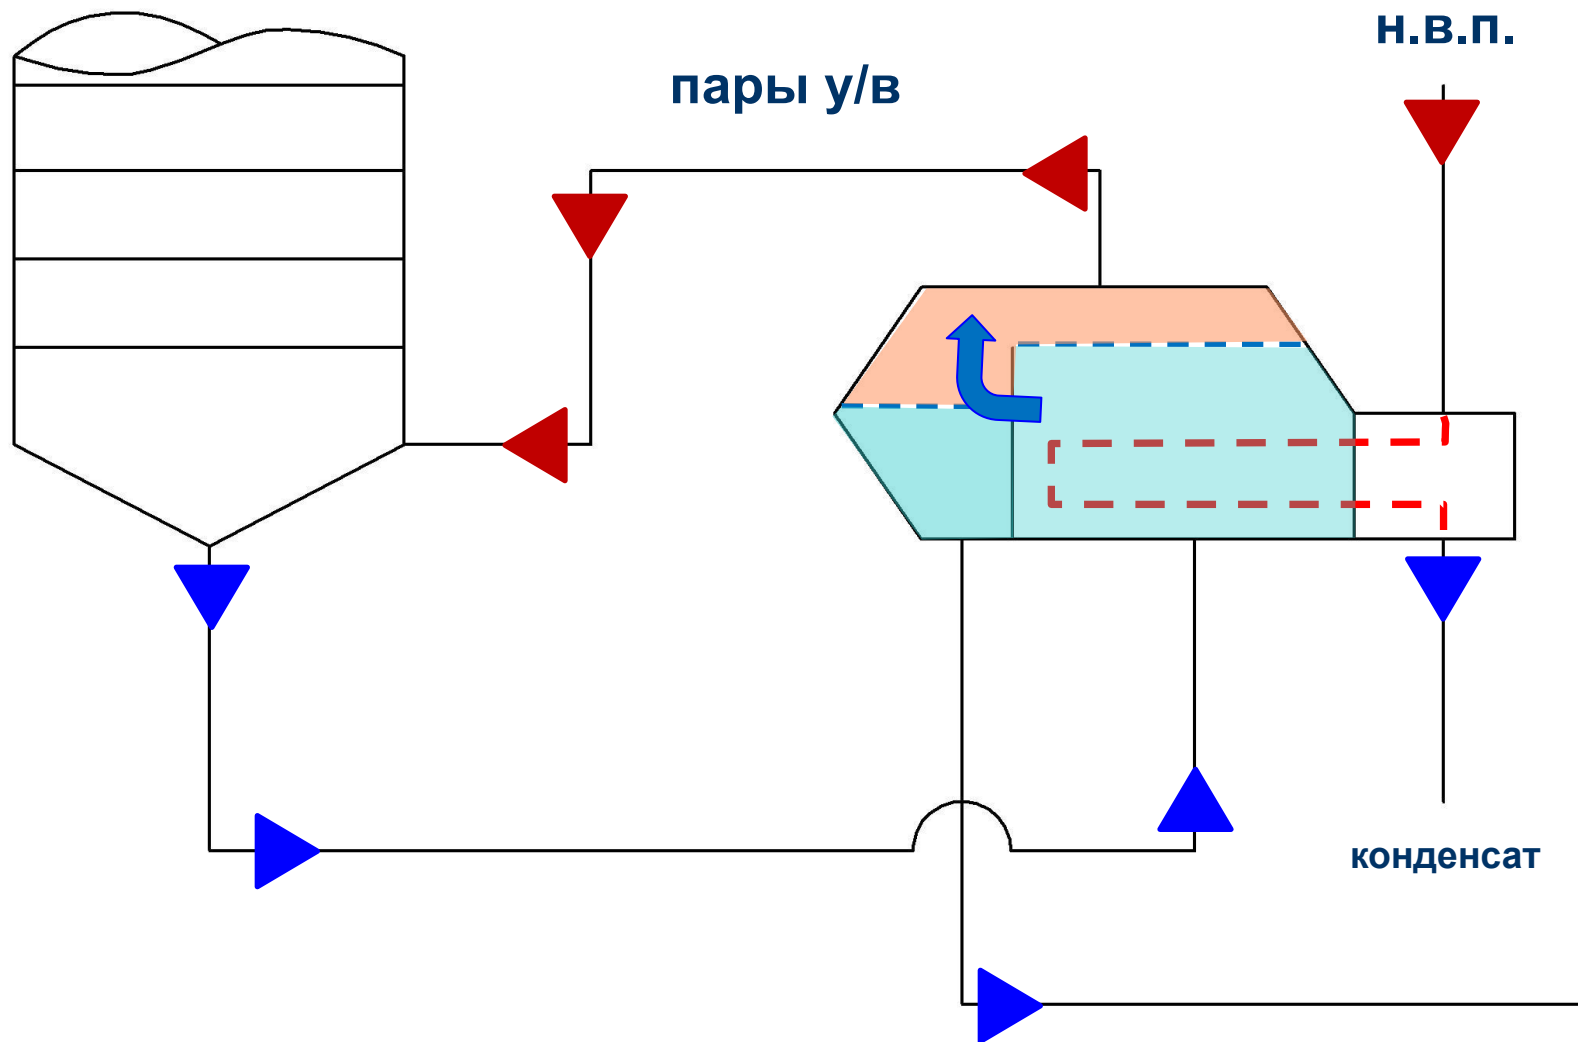 н.в.п.
пары у/в
конденсат